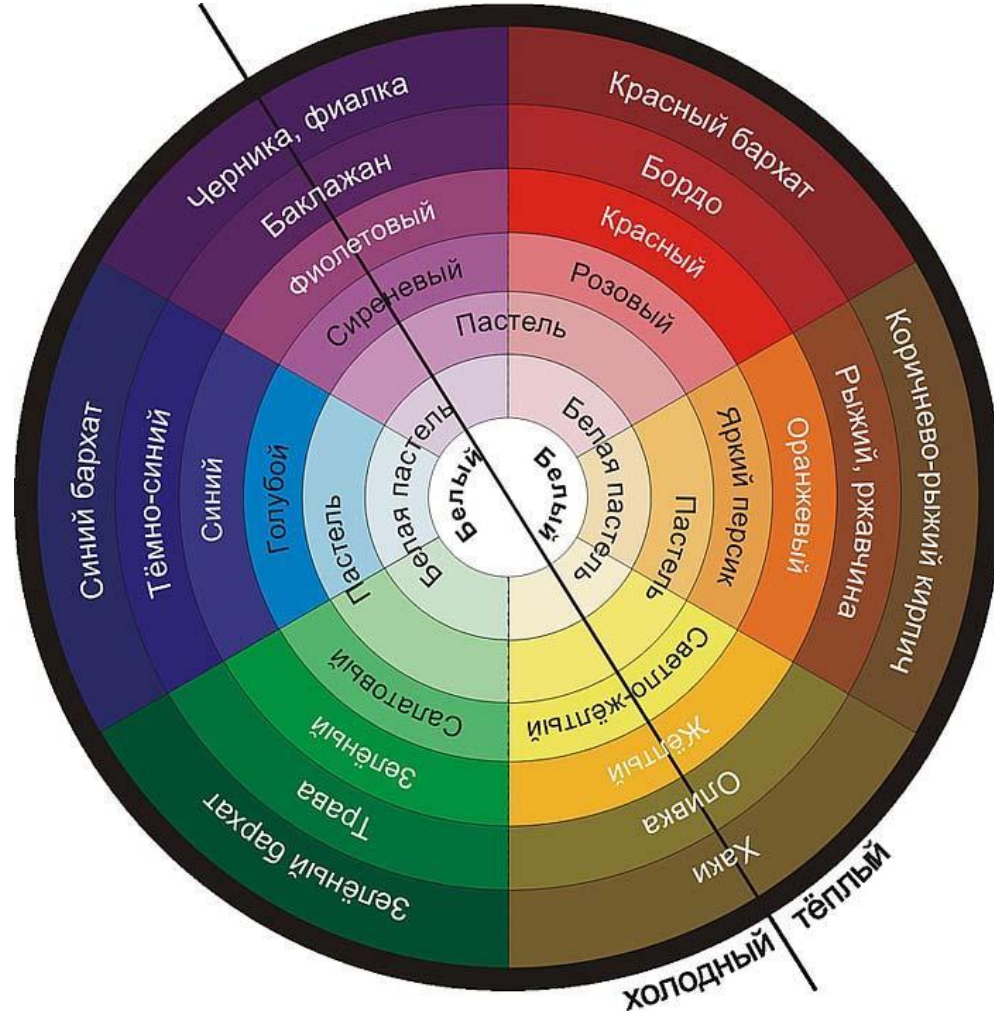 Черника, фиалка
Баклажан
Фиолетовый
Сиреневый
Пастель
Белая пастель
Белый
Красный бархат
Бордо
Красный
Розовый
Белая пастель
Белый
Коричнево-рыжий кирпич
Рыжий, ржавчина
Оранжевый
Яркий персик
Пастель
Синий бархат
Тёмно-синий
Синий
Голубой
Пастель
Салатовый
Зелёный
Трава
Зелёный бархат
Светло-жёлтый
Жёлтый
Оливка
Хаки
холодный
тёплый